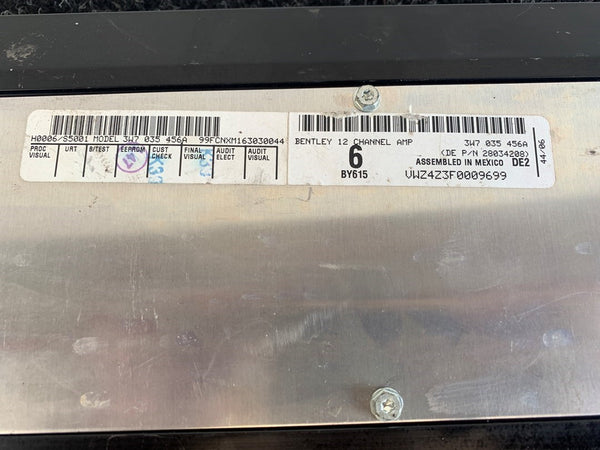 H0006/S5001 MODEL 3W7 035 456A 99FCNXM163030044
PROC VISUAL URT B/TEST EEPROM CUST CHECK FINAL VISUAL AUDIT ELECT AUDIT VISUAL
47 K33
BENTLEY 12 CHANNEL AMP 3W7 035 456A
6 (DE P/N 28034208)
ASSEMBLED IN MEXICO DE2
BY615 VWZ4Z3F0009699
44/06